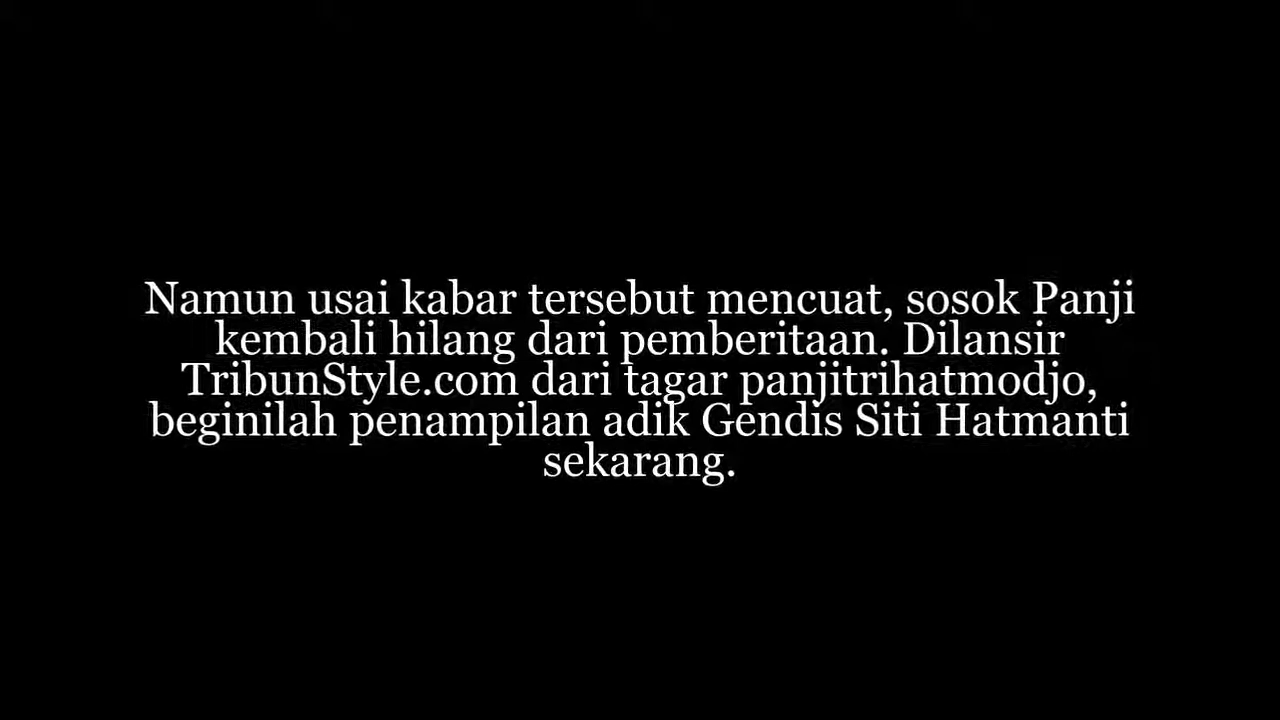 Namun usai kabar tersebut mencuat, sosok Panji
kembali hilang dari pemberitaan. Dilansir
TribunStyle.com dari tagar panjitrihatmodjo,
beginilah penampilan adik Gendis Siti Hatmanti
sekarang.